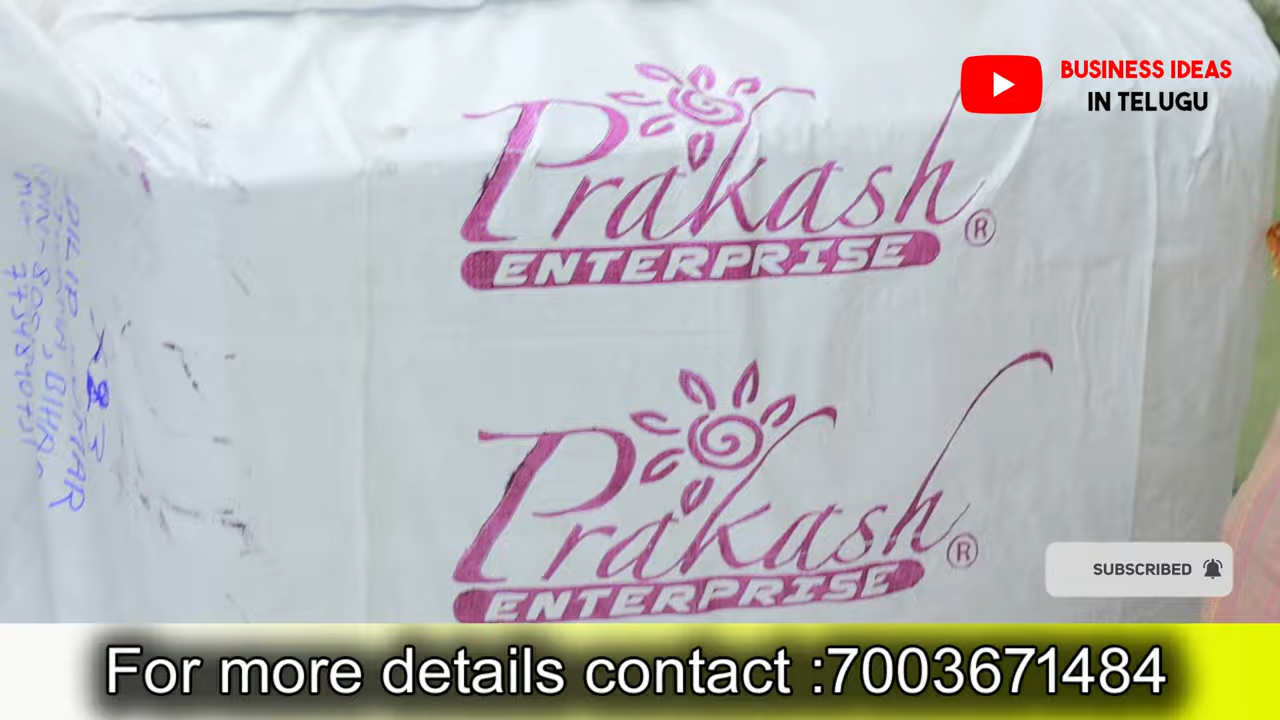 BUSINESS IDEAS
IN TELUGU
Prakash ®
ENTERPRISE
Prakash ®
ENTERPRISE
SUBSCRIBED
For more details contact :7003671484